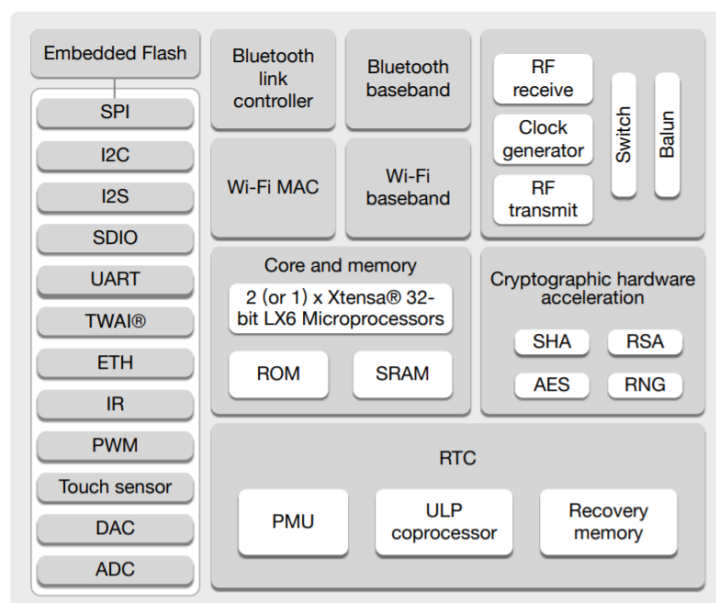 Embedded Flash
SPI
I2C
I2S
SDIO
UART
TWAI®
ETH
IR
PWM
Touch sensor
DAC
ADC
Bluetooth
link
controller
Bluetooth
baseband
Wi-Fi MAC
Wi-Fi
baseband
RF
receive
Clock
generator
RF
transmit
Switch
Balun
Core and memory
2 (or 1) x Xtensa® 32-
bit LX6 Microprocessors
ROM
SRAM
Cryptographic hardware
acceleration
SHA
RSA
AES
RNG
RTC
PMU
ULP
coprocessor
Recovery
memory